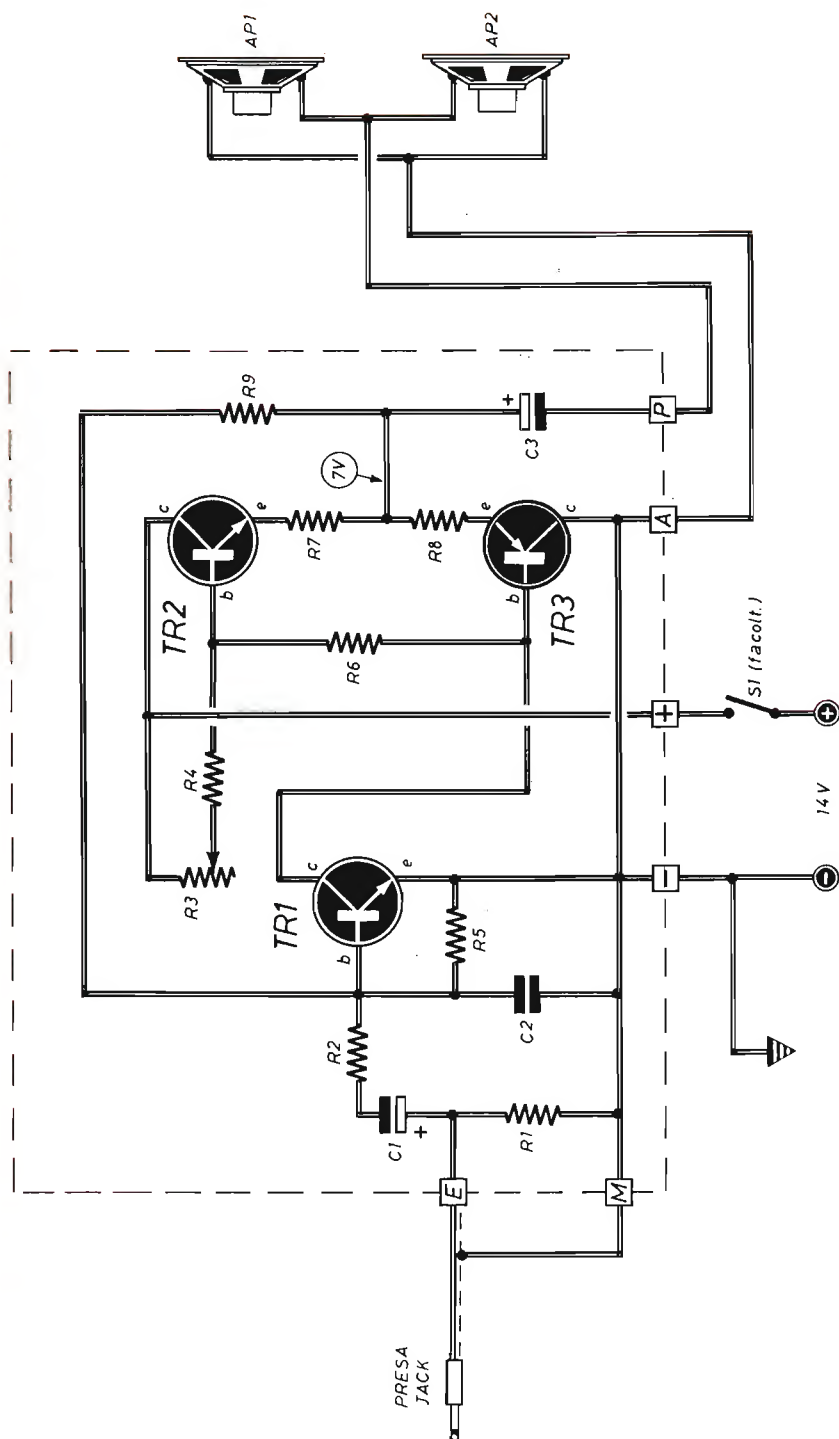 AP1
AP2
R9
7V
+
C3
P
c
TR2
e
b
R7
R8
e
TR3
c
b
A
R6
R4
R3
+
S1 (facolt.)
14V
c
TR1
e
b
R5
−
R2
C2
C1
+
R1
E
M
PRESA
JACK
+
−